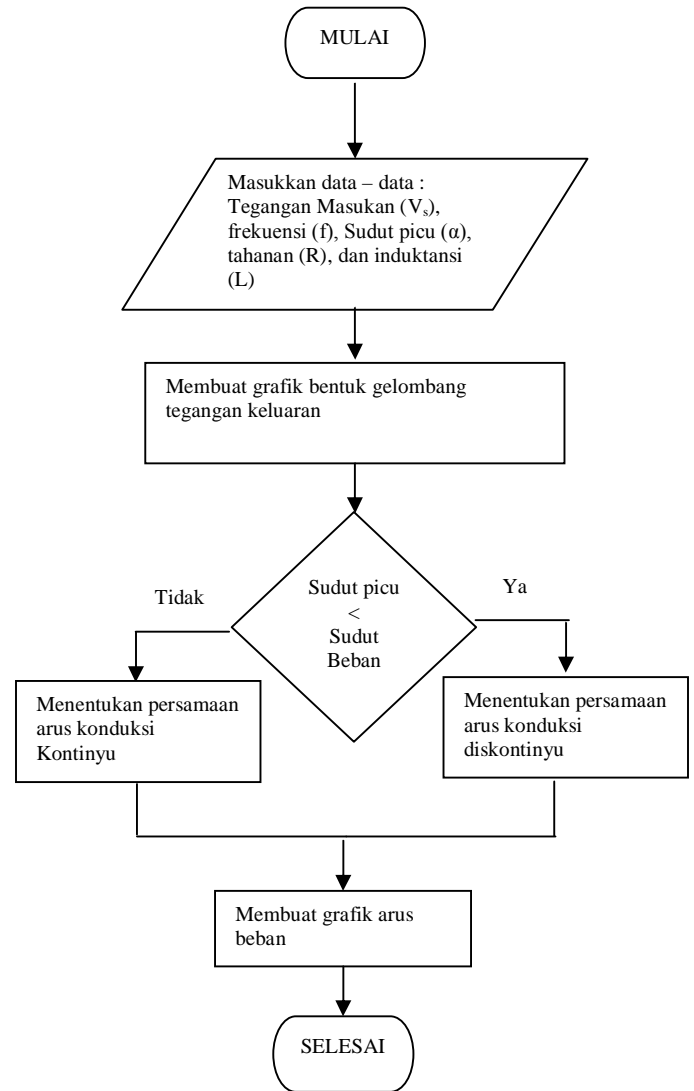 MULAI
Masukkan data – data :
Tegangan Masukan (Vₛ),
frekuensi (f), Sudut picu (α),
tahanan (R), dan induktansi
(L)
Membuat grafik bentuk gelombang
tegangan keluaran
Sudut picu
<
Sudut
Beban
Tidak
Ya
Menentukan persamaan
arus konduksi
Kontinyu
Menentukan persamaan
arus konduksi
diskontinyu
Membuat grafik arus
beban
SELESAI